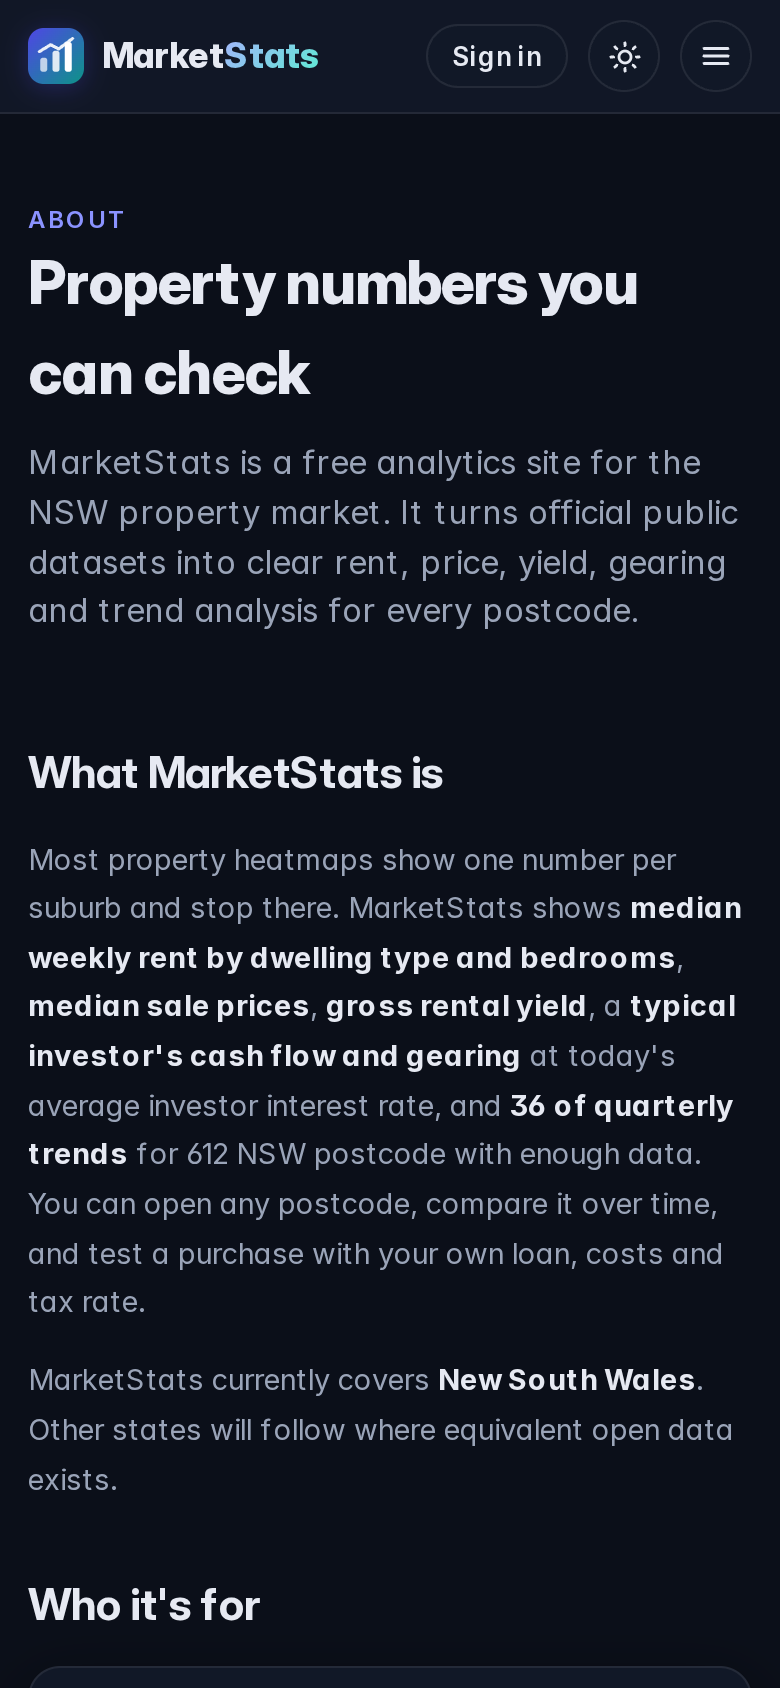 MarketStats
Sign in
ABOUT
Property numbers you
can check
MarketStats is a free analytics site for the
NSW property market. It turns official public
datasets into clear rent, price, yield, gearing
and trend analysis for every postcode.
What MarketStats is
Most property heatmaps show one number per
suburb and stop there. MarketStats shows median
weekly rent by dwelling type and bedrooms,
median sale prices, gross rental yield, a typical
investor's cash flow and gearing at today's
average investor interest rate, and 36 of quarterly
trends for 612 NSW postcode with enough data.
You can open any postcode, compare it over time,
and test a purchase with your own loan, costs and
tax rate.
MarketStats currently covers New South Wales.
Other states will follow where equivalent open data
exists.
Who it's for